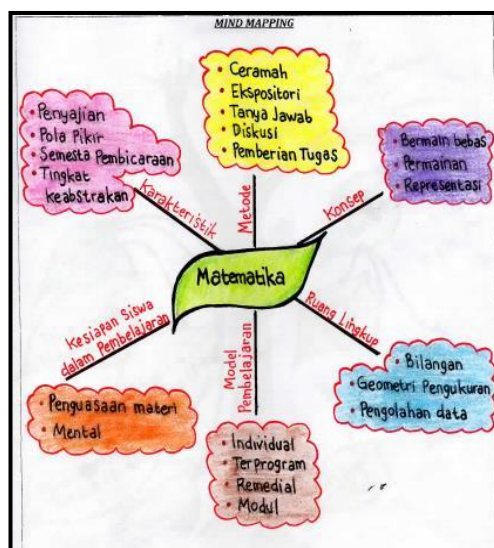 MIND MAPPING
• Ceramah
• Ekspositori
• Tanya Jawab
• Diskusi
• Pemberian Tugas
Metode
• Penyajian
• Pola Pikir
• Semesta Pembicaraan
• Tingkat
keabstrakan
Karakteristik
• Bermain bebas
• Permainan
• Representasi
Konsep
Matematika
Kesiapan Siswa
dalam Pembelajaran
• Penguasaan materi
• Mental
Model
Pembelajaran
• Individual
• Terprogram
• Remedial
• Modul
Ruang Lingkup
• Bilangan
• Geometri Pengukuran
• Pengolahan data